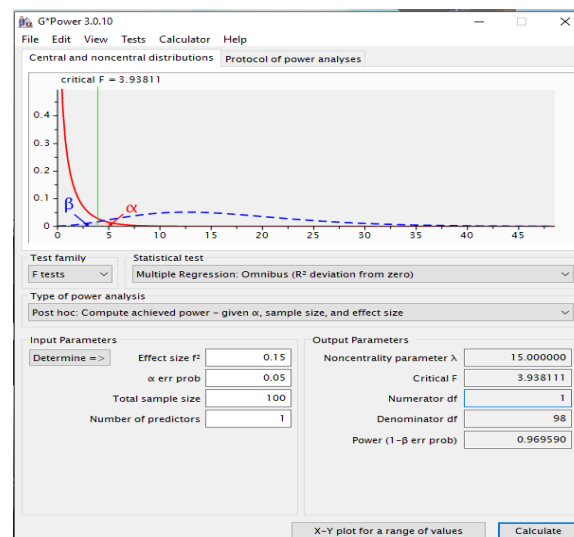 G*Power 3.0.10
File Edit View Tests Calculator Help
Central and noncentral distributions Protocol of power analyses
critical F = 3.93811
0.4
0.3
0.2
0.1
0
β α
0 5 10 15 20 25 30 35 40 45
Test family Statistical test
F tests Multiple Regression: Omnibus (R² deviation from zero)
Type of power analysis
Post hoc: Compute achieved power – given α, sample size, and effect size
Input Parameters Output Parameters
Determine => Effect size f² 0.15 Noncentrality parameter λ 15.000000
α err prob 0.05 Critical F 3.938111
Total sample size 100 Numerator df 1
Number of predictors 1 Denominator df 98
Power (1-β err prob) 0.969590
X-Y plot for a range of values Calculate